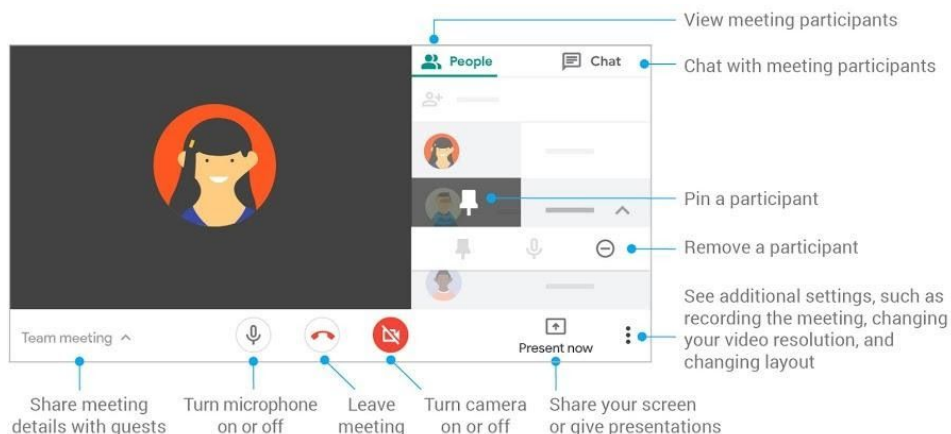 View meeting participants
People
Chat
Chat with meeting participants
Pin a participant
Remove a participant
See additional settings, such as
recording the meeting, changing
your video resolution, and
changing layout
Team meeting
Present now
Share meeting
details with guests
Turn microphone
on or off
Leave
meeting
Turn camera
on or off
Share your screen
or give presentations